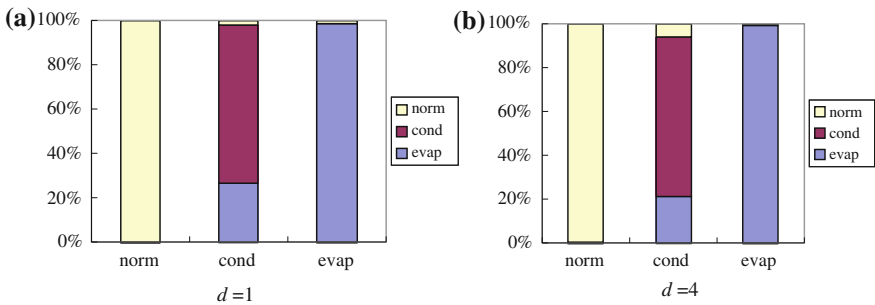 (a)
100%
80%
60%
40%
20%
0%
norm
cond
evap
norm cond evap
d =1
(b)
100%
80%
60%
40%
20%
0%
norm
cond
evap
norm cond evap
d =4